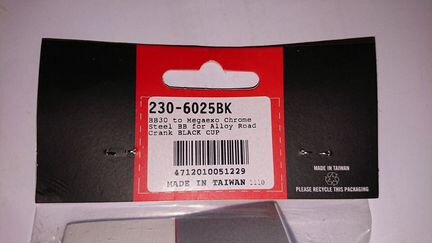 230-6025BK
BB30 to Megaexo Chrome
Steel BB for Alloy Road
Crank BLACK CUP
4712010051229
MADE IN TAIWAN 1110
MADE IN TAIWAN
PLEASE RECYCLE THIS PACKAGING